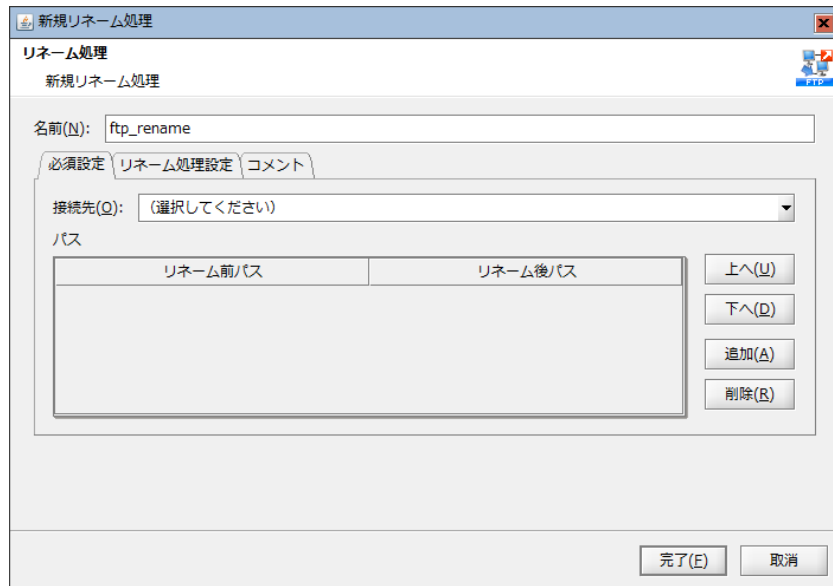 新規リネーム処理
リネーム処理
新規リネーム処理
FTP
名前(N): ftp_rename
必須設定 リネーム処理設定 コメント
接続先(O): (選択してください)
パス
リネーム前パス リネーム後パス
上へ(U)
下へ(D)
追加(A)
削除(R)
完了(F) 取消